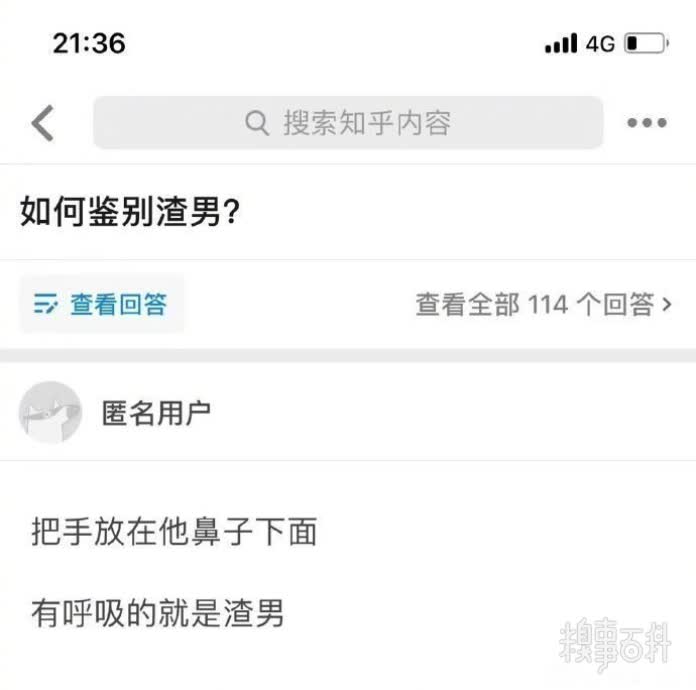 21:36 4G
搜索知乎内容
如何鉴别渣男?
查看回答 查看全部 114 个回答
匿名用户
把手放在他鼻子下面
有呼吸的就是渣男
糗事百科